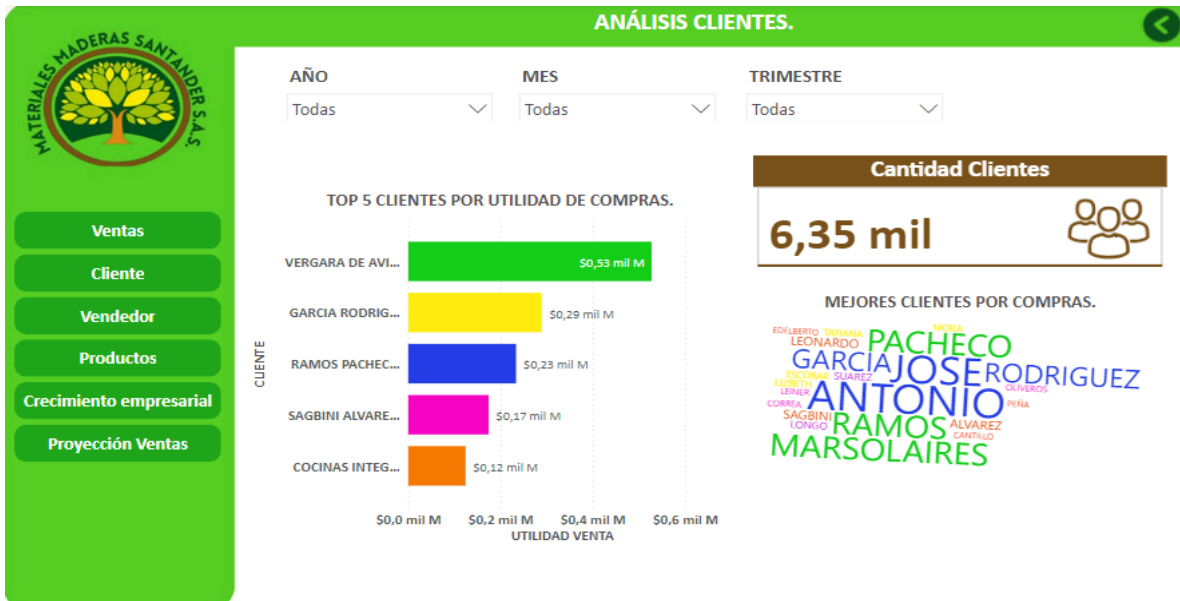 MATERIALES MADERAS SANTANDER S.A.S.
ANÁLISIS CLIENTES.
AÑO
Todas
MES
Todas
TRIMESTRE
Todas
Ventas
Cliente
Vendedor
Productos
Crecimiento empresarial
Proyección Ventas
TOP 5 CLIENTES POR UTILIDAD DE COMPRAS.
CLIENTE
VERGARA DE AVI... $0,53 mil M
GARCIA RODRIG... $0,29 mil M
RAMOS PACHEC... $0,23 mil M
SAGBINI ALVARE... $0,17 mil M
COCINAS INTEG... $0,12 mil M
$0,0 mil M $0,2 mil M $0,4 mil M $0,6 mil M
UTILIDAD VENTA
Cantidad Clientes
6,35 mil
MEJORES CLIENTES POR COMPRAS.
EDELBERTO TATIANA MORA
LEONARDO PACHECO
GARCIA JOSE RODRIGUEZ
ESCOBAR SUAREZ
LIZBETH OLIVEROS
LEINER ANTONIO
CORREA PEÑA
SAGBINI RAMOS ALVAREZ
LONGO CANTILLO
MARSOLAIRES